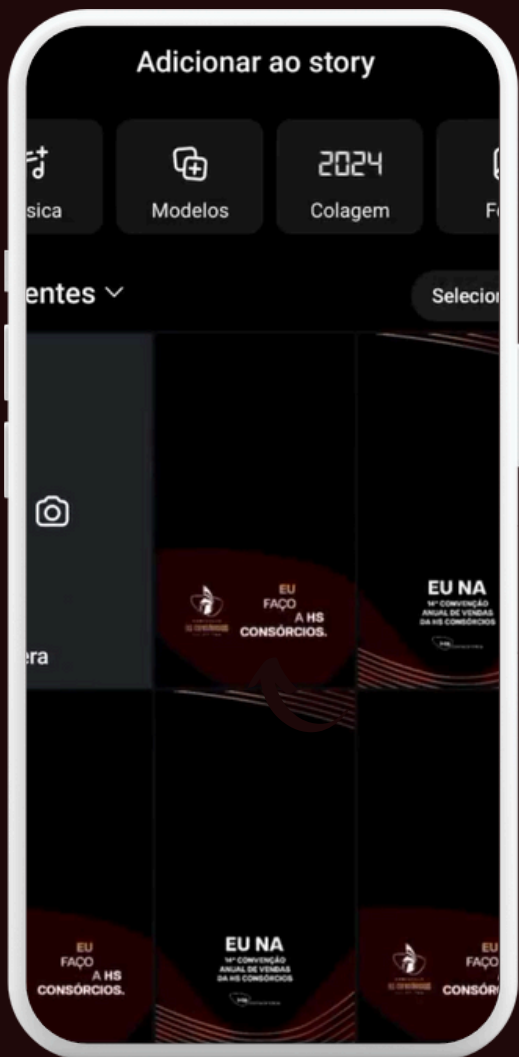 Adicionar ao story
sica
Modelos
2024
Colagem
Fo
entes
Selecion
EU
FAÇO
A HS
CONSÓRCIOS.
EU NA
14ª CONVENÇÃO
ANUAL DE VENDAS
DA HS CONSÓRCIOS
era
EU
FAÇO
A HS
CONSÓRCIOS.
EU NA
14ª CONVENÇÃO
ANUAL DE VENDAS
DA HS CONSÓRCIOS
EU
FAÇO
CONSÓR